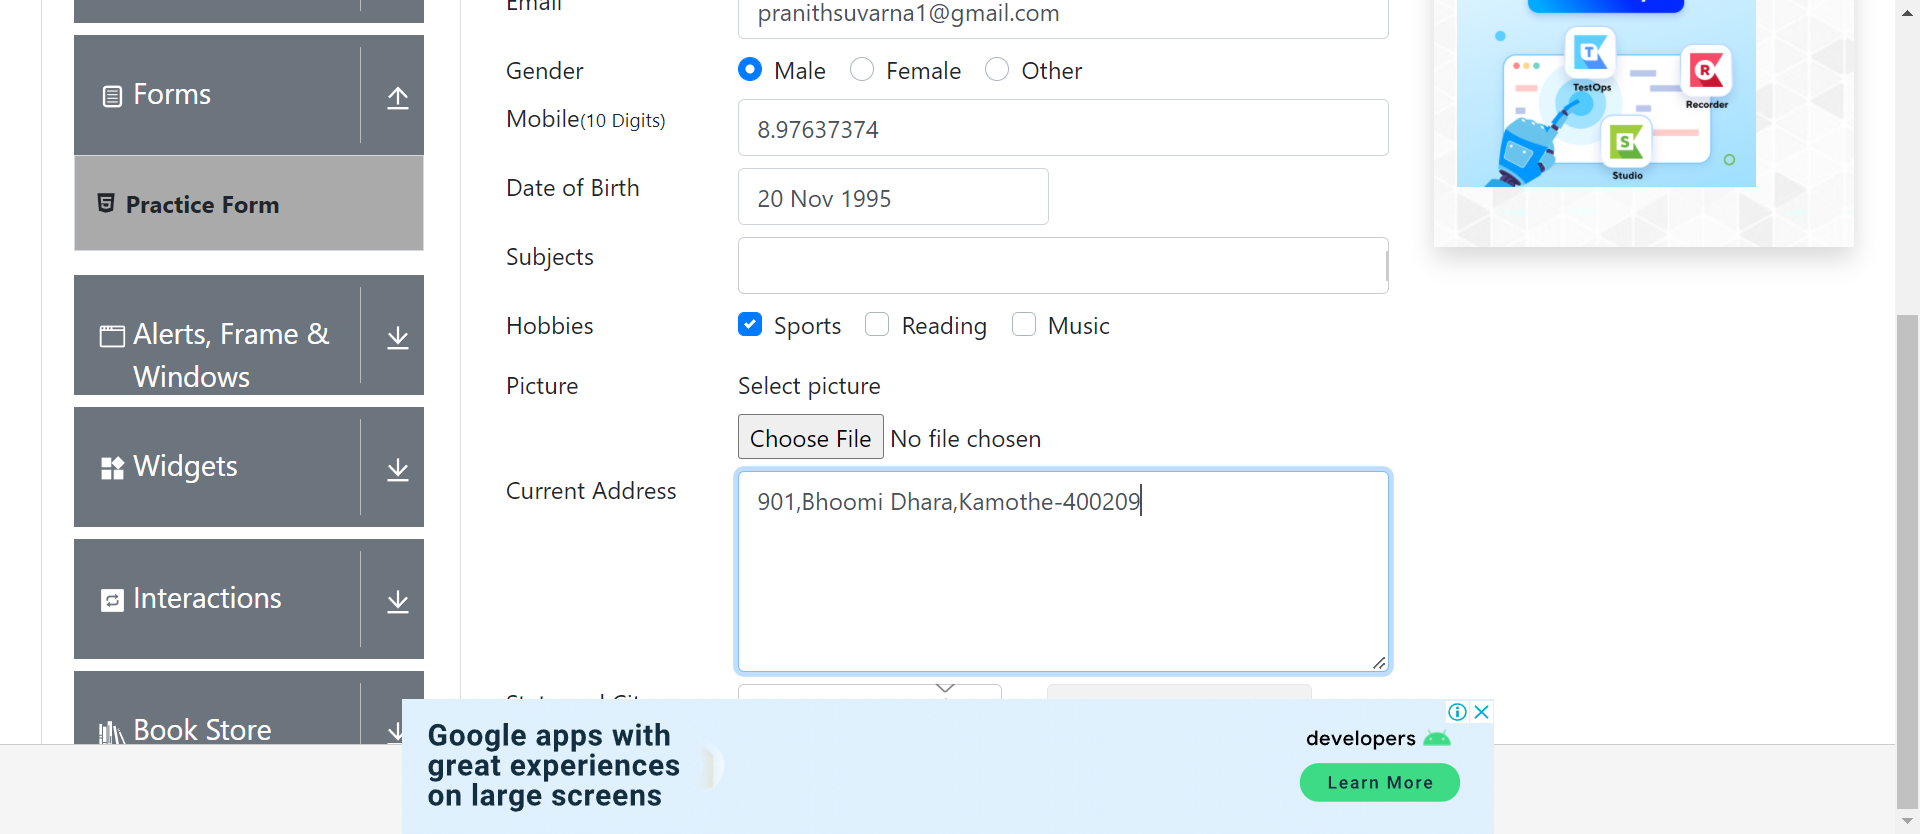 Email
pranithsuvarna1@gmail.com
Forms
Gender
Male
Female
Other
Mobile(10 Digits)
8.97637374
Practice Form
Date of Birth
20 Nov 1995
Subjects
Alerts, Frame &
Windows
Hobbies
Sports
Reading
Music
Picture
Select picture
Choose File
No file chosen
Widgets
Current Address
901,Bhoomi Dhara,Kamothe-400209
Interactions
Book Store
TestOps
Recorder
Studio
Google apps with
great experiences
on large screens
developers
Learn More